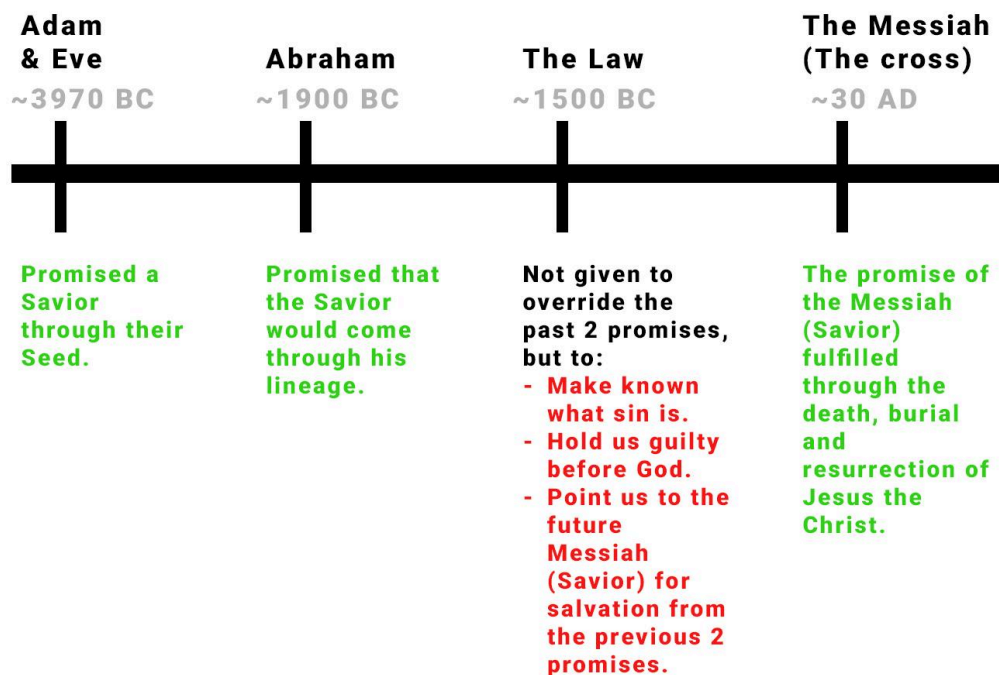 Adam
& Eve
~3970 BC
Abraham
~1900 BC
The Law
~1500 BC
The Messiah
(The cross)
~30 AD
Promised a
Savior
through their
Seed.
Promised that
the Savior
would come
through his
lineage.
Not given to
override the
past 2 promises,
but to:
- Make known
what sin is.
- Hold us guilty
before God.
- Point us to the
future
Messiah
(Savior) for
salvation from
the previous 2
promises.
The promise of
the Messiah
(Savior)
fulfilled
through the
death, burial
and
resurrection of
Jesus the
Christ.